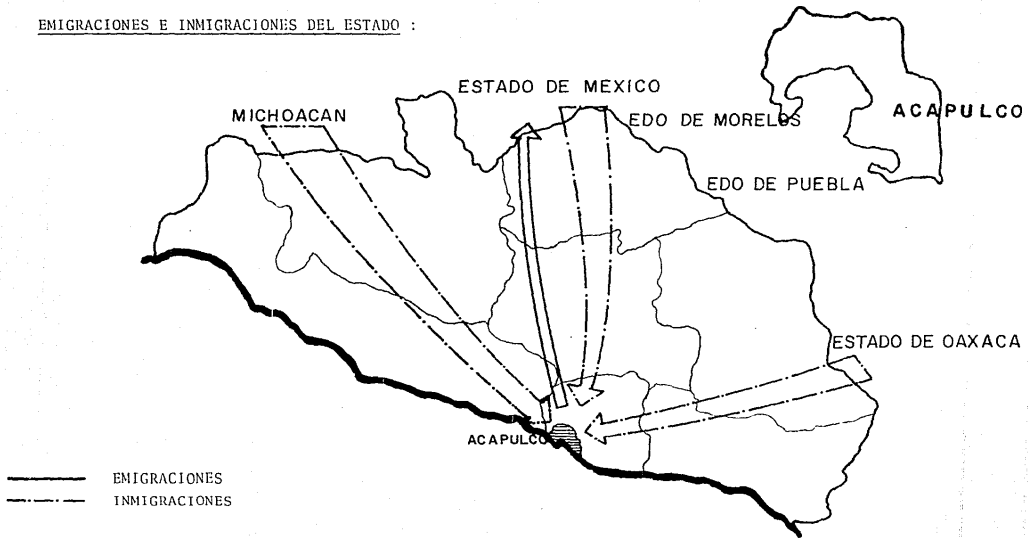 EMIGRACIONES E INMIGRACIONES DEL ESTADO :
ESTADO DE MEXICO
MICHOACAN
EDO DE MORELOS
ACAPULCO
EDO DE PUEBLA
ESTADO DE OAXACA
ACAPULCO
EMIGRACIONES
INMIGRACIONES